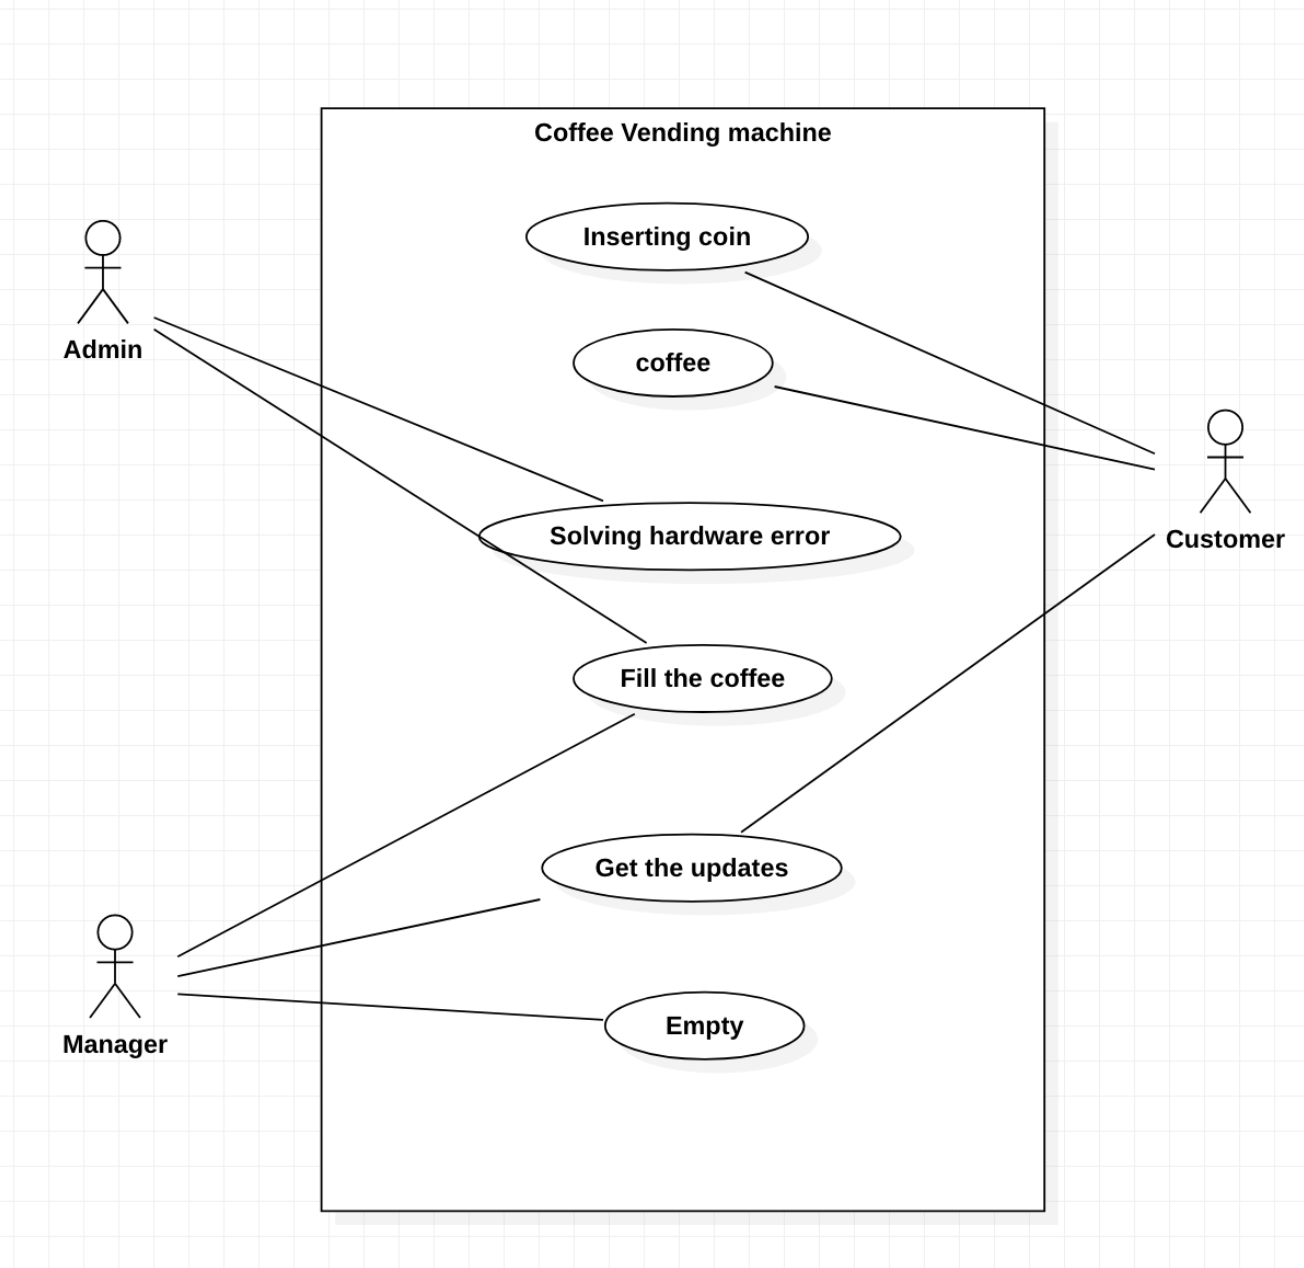 Coffee Vending machine
Inserting coin
Admin
coffee
Customer
Solving hardware error
Fill the coffee
Get the updates
Manager
Empty